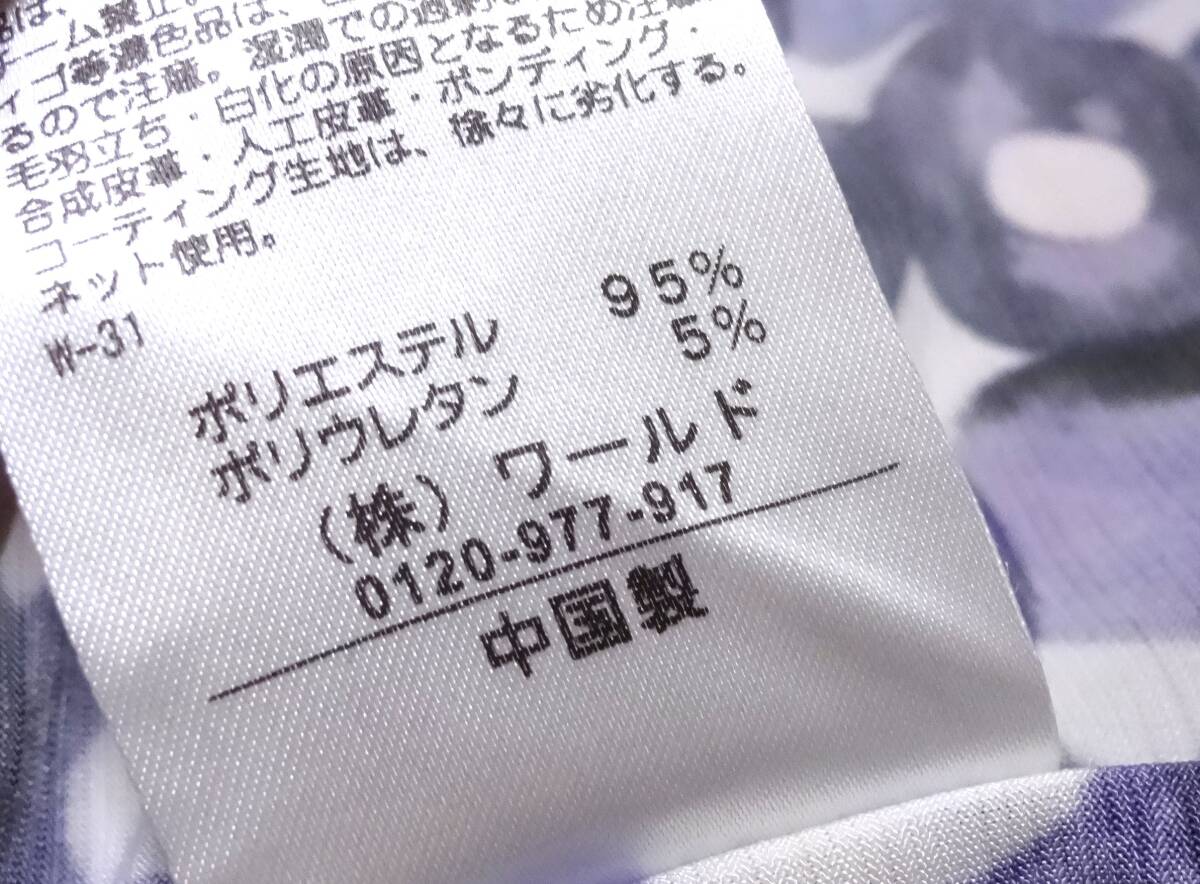 ーム禁止。
ィゴ等濃色品は、
るので注意。湿潤での過
毛羽立ち・白化の原因となるため注意
合成皮革・人工皮革・ボンディング・
コーティング生地は、徐々に劣化する。
ネット使用。
W-31
ポリエステル 95%
ポリウレタン 5%
(株) ワールド
0120-977-917
中国製